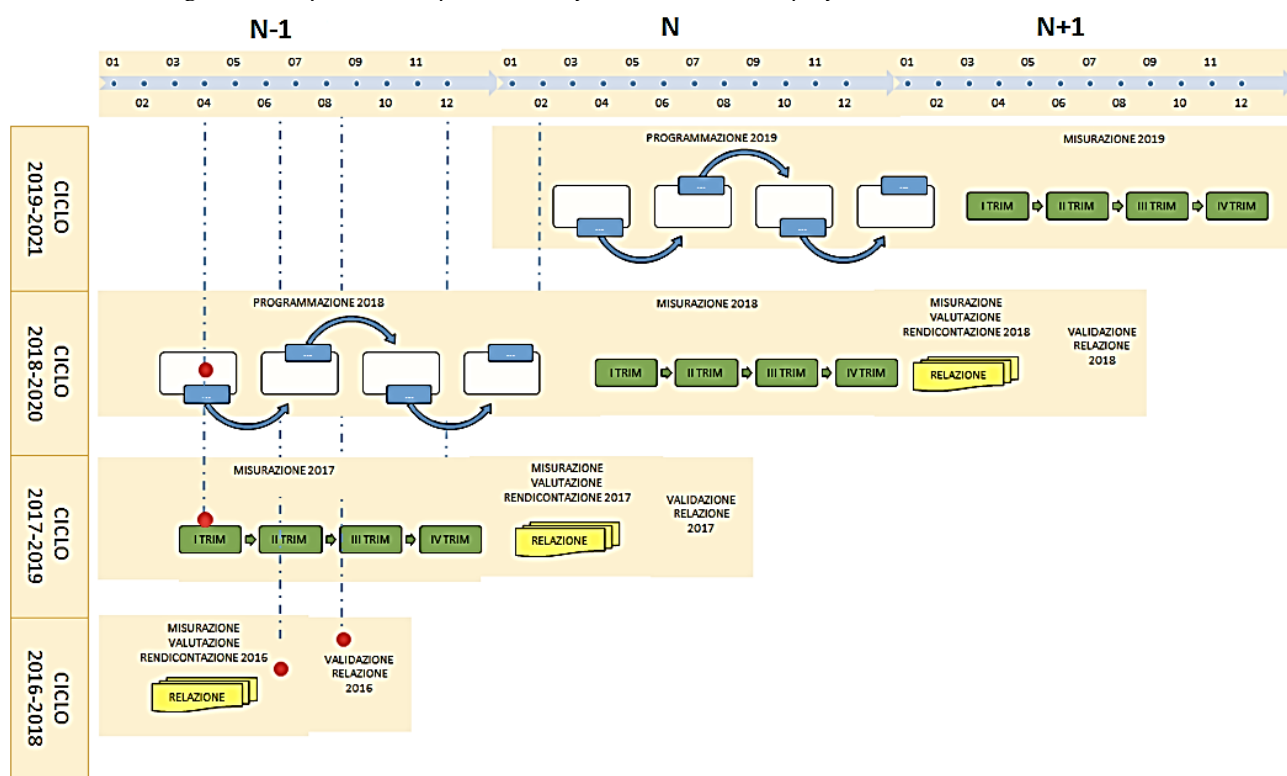 N-1
N
N+1
01 03 05 07 09 11 01 03 05 07 09 11 01 03 05 07 09 11
02 04 06 08 10 12 02 04 06 08 10 12 02 04 06 08 10 12
CICLO
2019-2021
PROGRAMMAZIONE 2019
...
...
...
...
MISURAZIONE 2019
I TRIM
II TRIM
III TRIM
IV TRIM
CICLO
2018-2020
PROGRAMMAZIONE 2018
...
...
...
...
MISURAZIONE 2018
I TRIM
II TRIM
III TRIM
IV TRIM
MISURAZIONE
VALUTAZIONE
RENDICONTAZIONE 2018
RELAZIONE
VALIDAZIONE
RELAZIONE
2018
CICLO
2017-2019
MISURAZIONE 2017
I TRIM
II TRIM
III TRIM
IV TRIM
MISURAZIONE
VALUTAZIONE
RENDICONTAZIONE 2017
RELAZIONE
VALIDAZIONE
RELAZIONE
2017
CICLO
2016-2018
MISURAZIONE
VALUTAZIONE
RENDICONTAZIONE 2016
RELAZIONE
VALIDAZIONE
RELAZIONE
2016